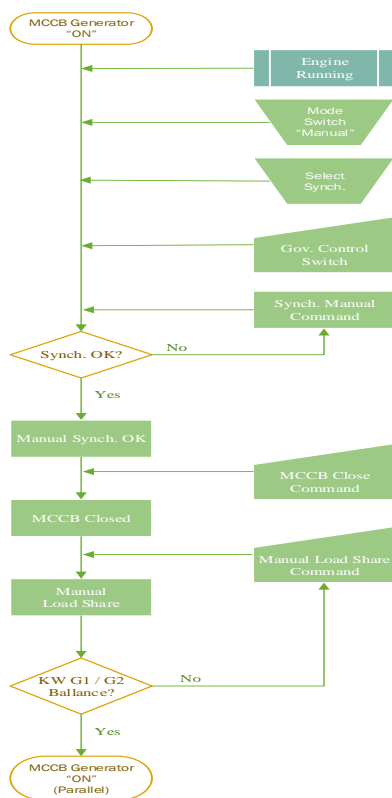 MCCB Generator
“ON”
Engine
Running
Mode
Switch
“Manual”
Select
Synch.
Gov. Control
Switch
Synch. Manual
Command
Synch. OK?
No
Yes
Manual Synch. OK
MCCB Close
Command
MCCB Closed
Manual Load Share
Command
Manual
Load Share
KW G1 / G2
Ballance?
No
Yes
MCCB Generator
“ON”
(Parallel)